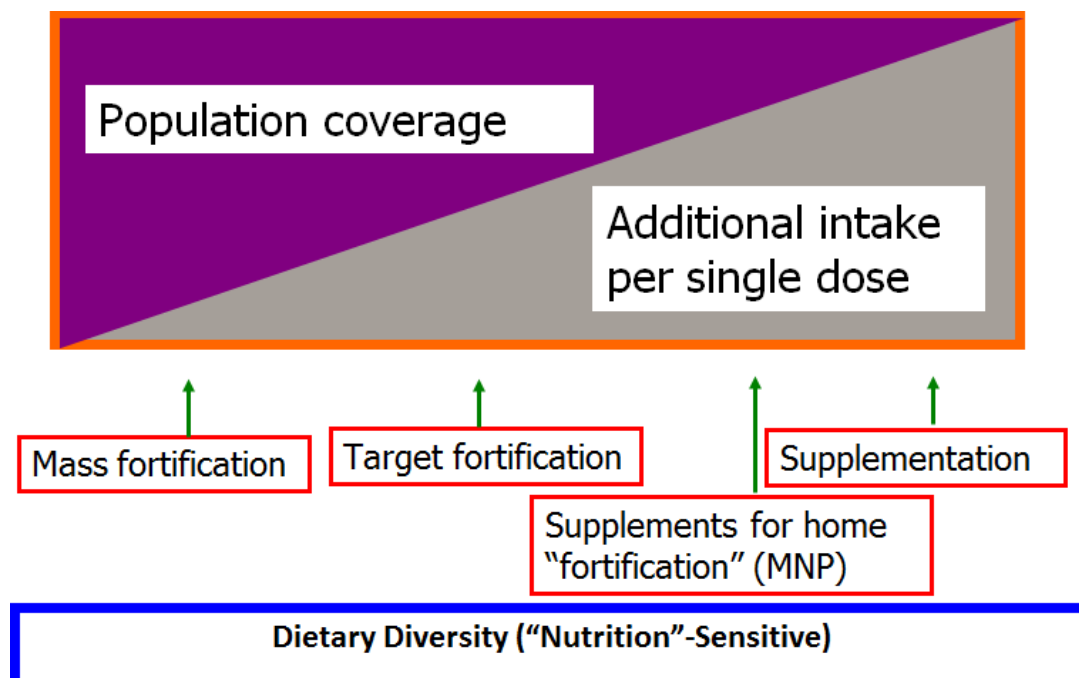 Population coverage
Additional intake
per single dose
Mass fortification
Target fortification
Supplementation
Supplements for home
“fortification” (MNP)
Dietary Diversity (“Nutrition”-Sensitive)